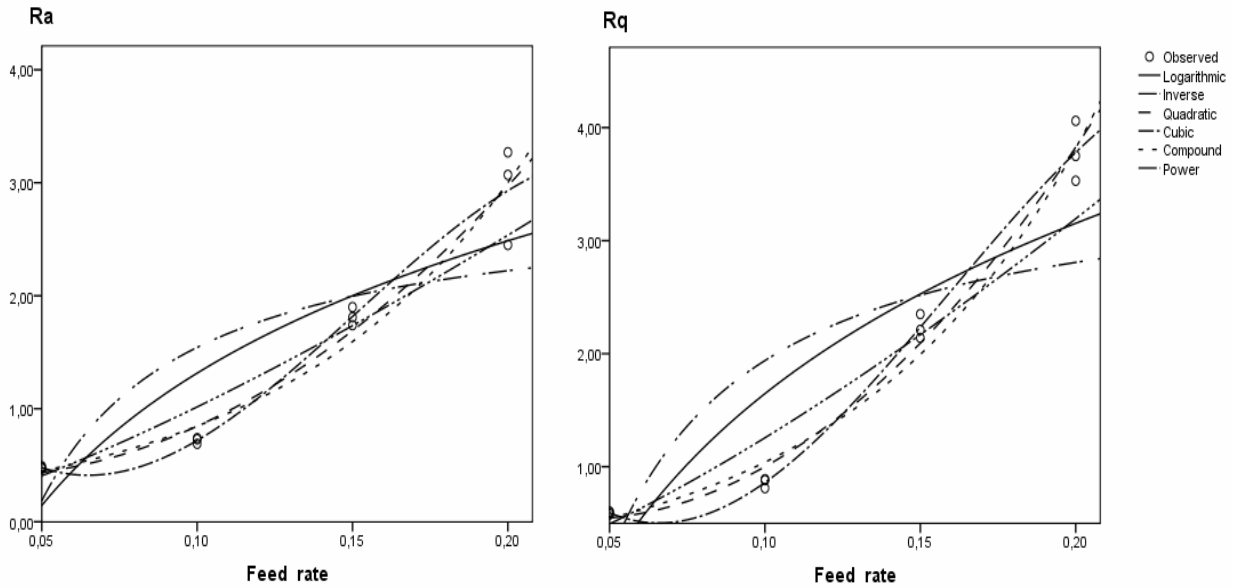 Ra
4,00
3,00
2,00
1,00
0,00
0,05
0,10
0,15
0,20
Feed rate
Rq
4,00
3,00
2,00
1,00
0,05
0,10
0,15
0,20
Feed rate
Observed
Logarithmic
Inverse
Quadratic
Cubic
Compound
Power